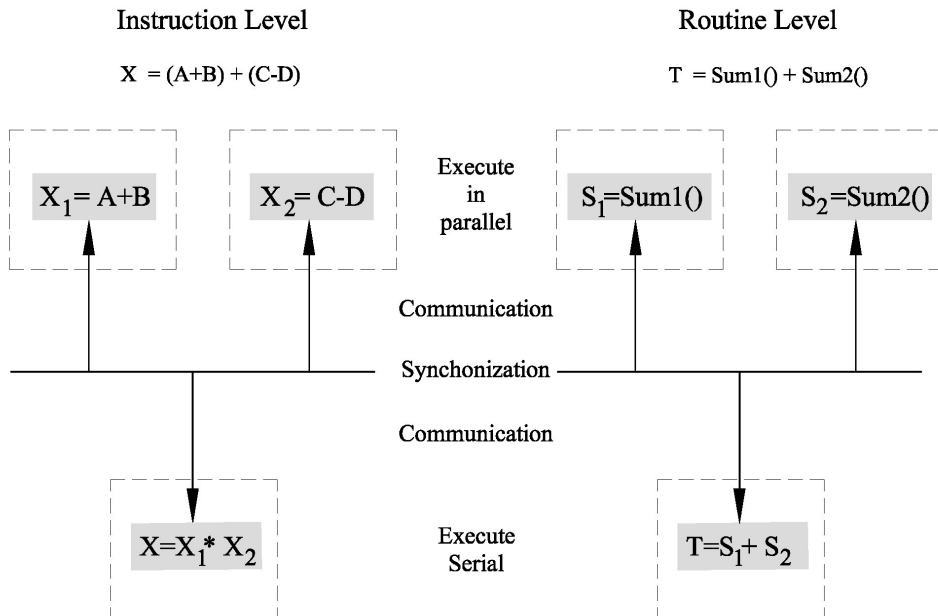 Instruction Level
Routine Level
X = (A+B) + (C-D)
T = Sum1() + Sum2()
X1= A+B
X2= C-D
Execute
in
parallel
S1=Sum1()
S2=Sum2()
Communication
Synchonization
Communication
X=X1* X2
Execute
Serial
T=S1+ S2